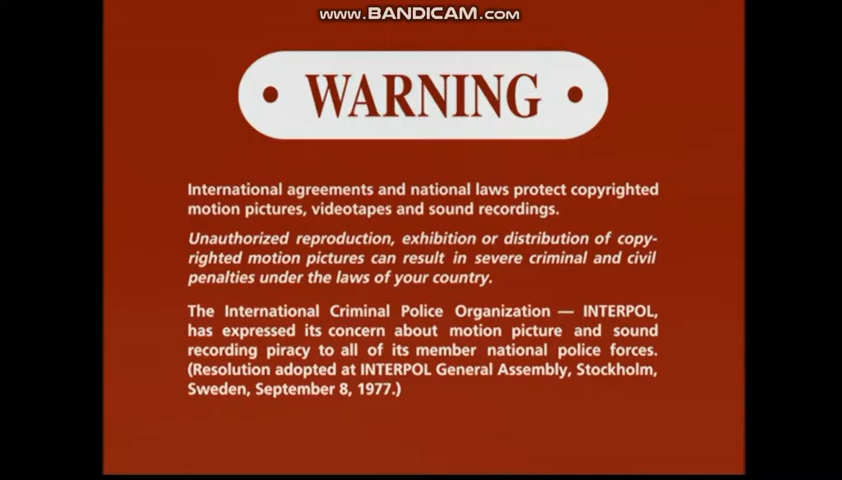 www.BANDICAM.com
• WARNING •
International agreements and national laws protect copyrighted
motion pictures, videotapes and sound recordings.
Unauthorized reproduction, exhibition or distribution of copy-
righted motion pictures can result in severe criminal and civil
penalties under the laws of your country.
The International Criminal Police Organization — INTERPOL,
has expressed its concern about motion picture and sound
recording piracy to all of its member national police forces.
(Resolution adopted at INTERPOL General Assembly, Stockholm,
Sweden, September 8, 1977.)